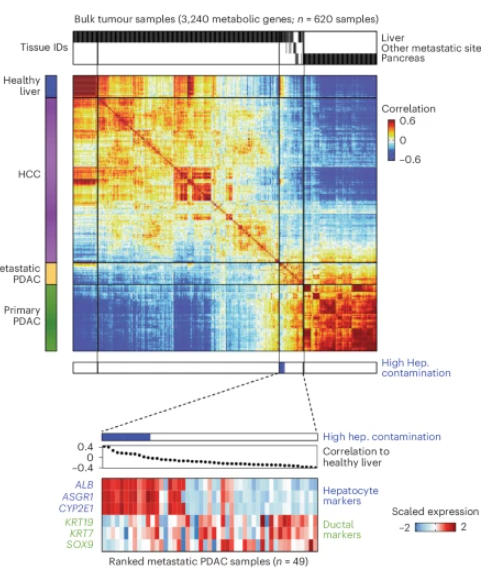 Bulk tumour samples (3,240 metabolic genes; n = 620 samples)
Tissue IDs
Liver
Other metastatic site
Pancreas
Healthy
liver
HCC
etastatic
PDAC
Primary
PDAC
Correlation
0.6
0
−0.6
High Hep.
contamination
High hep. contamination
0.4
0
−0.4
Correlation to
healthy liver
ALB
ASGR1
CYP2E1
Hepatocyte
markers
KRT19
KRT7
SOX9
Ductal
markers
Scaled expression
−2
2
Ranked metastatic PDAC samples (n = 49)